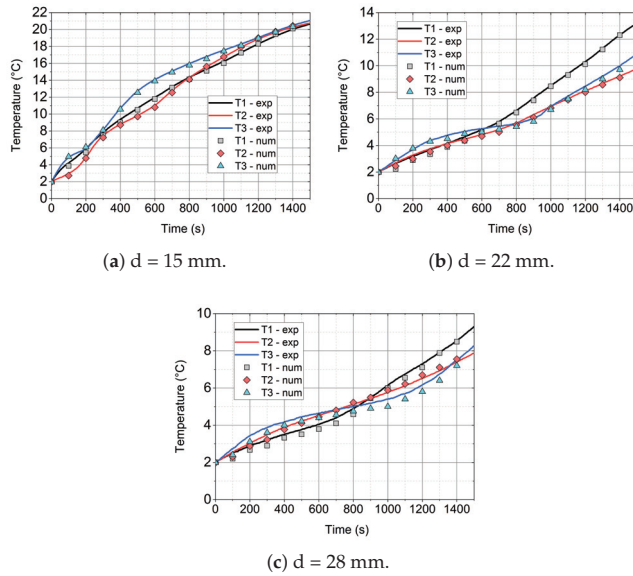 22
20
18
16
14
12
10
8
6
4
2
0
Temperature (°C)
T1 - exp
T2 - exp
T3 - exp
T1 - num
T2 - num
T3 - num
0 200 400 600 800 1000 1200 1400
Time (s)
(a) d = 15 mm.
14
12
10
8
6
4
2
0
Temperature (°C)
T1 - exp
T2 - exp
T3 - exp
T1 - num
T2 - num
T3 - num
0 200 400 600 800 1000 1200 1400
Time (s)
(b) d = 22 mm.
10
8
6
4
2
0
Temperature (°C)
T1 - exp
T2 - exp
T3 - exp
T1 - num
T2 - num
T3 - num
0 200 400 600 800 1000 1200 1400
Time (s)
(c) d = 28 mm.